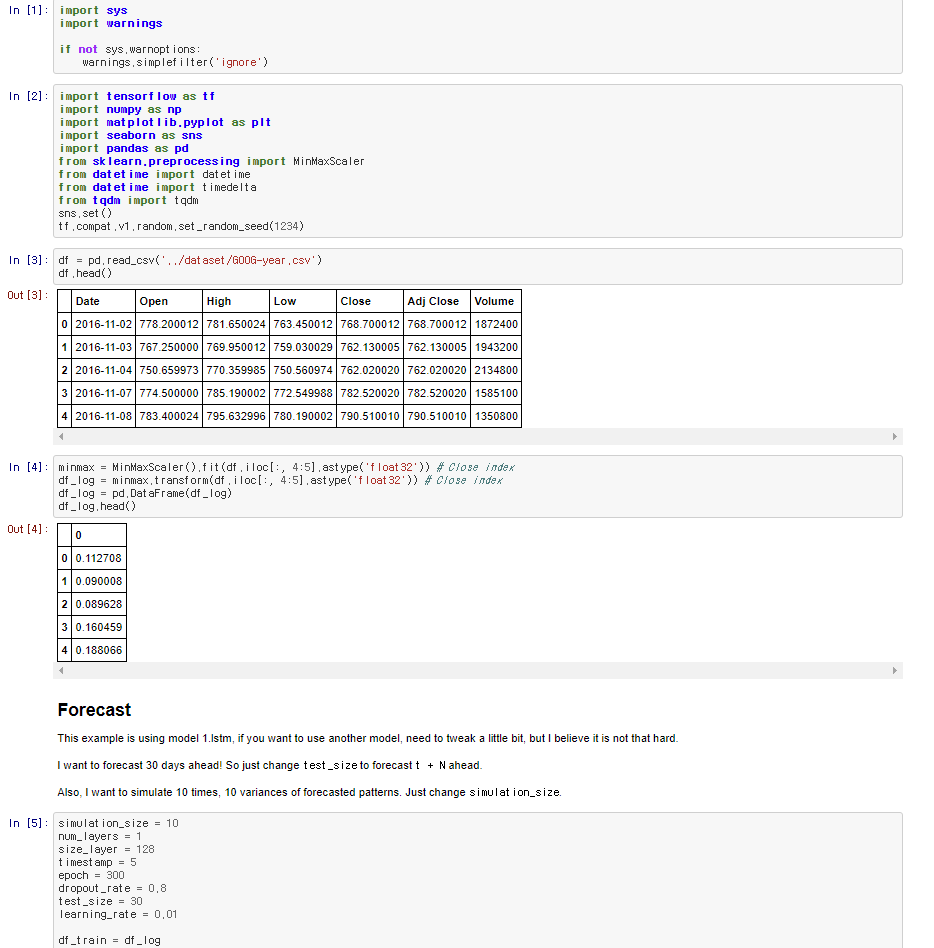 In [1]:
import sys
import warnings
if not sys.warnoptions:
    warnings.simplefilter('ignore')
In [2]:
import tensorflow as tf
import numpy as np
import matplotlib.pyplot as plt
import seaborn as sns
import pandas as pd
from sklearn.preprocessing import MinMaxScaler
from datetime import datetime
from datetime import timedelta
from tqdm import tqdm
sns.set()
tf.compat.v1.random.set_random_seed(1234)
In [3]:
df = pd.read_csv('../dataset/GOOG-year.csv')
df.head()
Out[3]:
Date Open High Low Close Adj Close Volume
0 2016-11-02 778.200012 781.650024 763.450012 768.700012 768.700012 1872400
1 2016-11-03 767.250000 769.950012 759.030029 762.130005 762.130005 1943200
2 2016-11-04 750.659973 770.359985 750.560974 762.020020 762.020020 2134800
3 2016-11-07 774.500000 785.190002 772.549988 782.520020 782.520020 1585100
4 2016-11-08 783.400024 795.632996 780.190002 790.510010 790.510010 1350800
In [4]:
minmax = MinMaxScaler().fit(df.iloc[:, 4:5].astype('float32')) # Close index
df_log = minmax.transform(df.iloc[:, 4:5].astype('float32')) # Close index
df_log = pd.DataFrame(df_log)
df_log.head()
Out[4]:
0
0 0.112708
1 0.090008
2 0.089628
3 0.160459
4 0.188066
Forecast
This example is using model 1.lstm, if you want to use another model, need to tweak a little bit, but I believe it is not that hard.
I want to forecast 30 days ahead! So just change test_size to forecast t + N ahead.
Also, I want to simulate 10 times, 10 variances of forecasted patterns. Just change simulation_size.
In [5]:
simulation_size = 10
num_layers = 1
size_layer = 128
timestamp = 5
epoch = 300
dropout_rate = 0.8
test_size = 30
learning_rate = 0.01
df_train = df_log